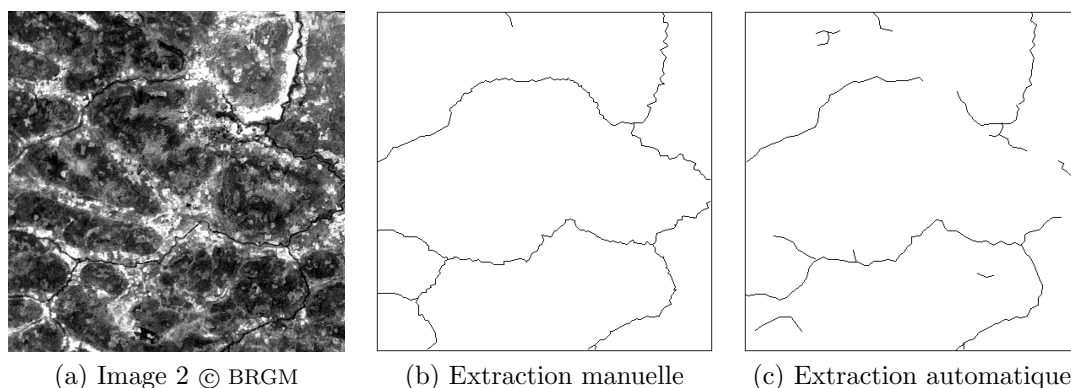 (a) Image 2 © BRGM
(b) Extraction manuelle
(c) Extraction automatique